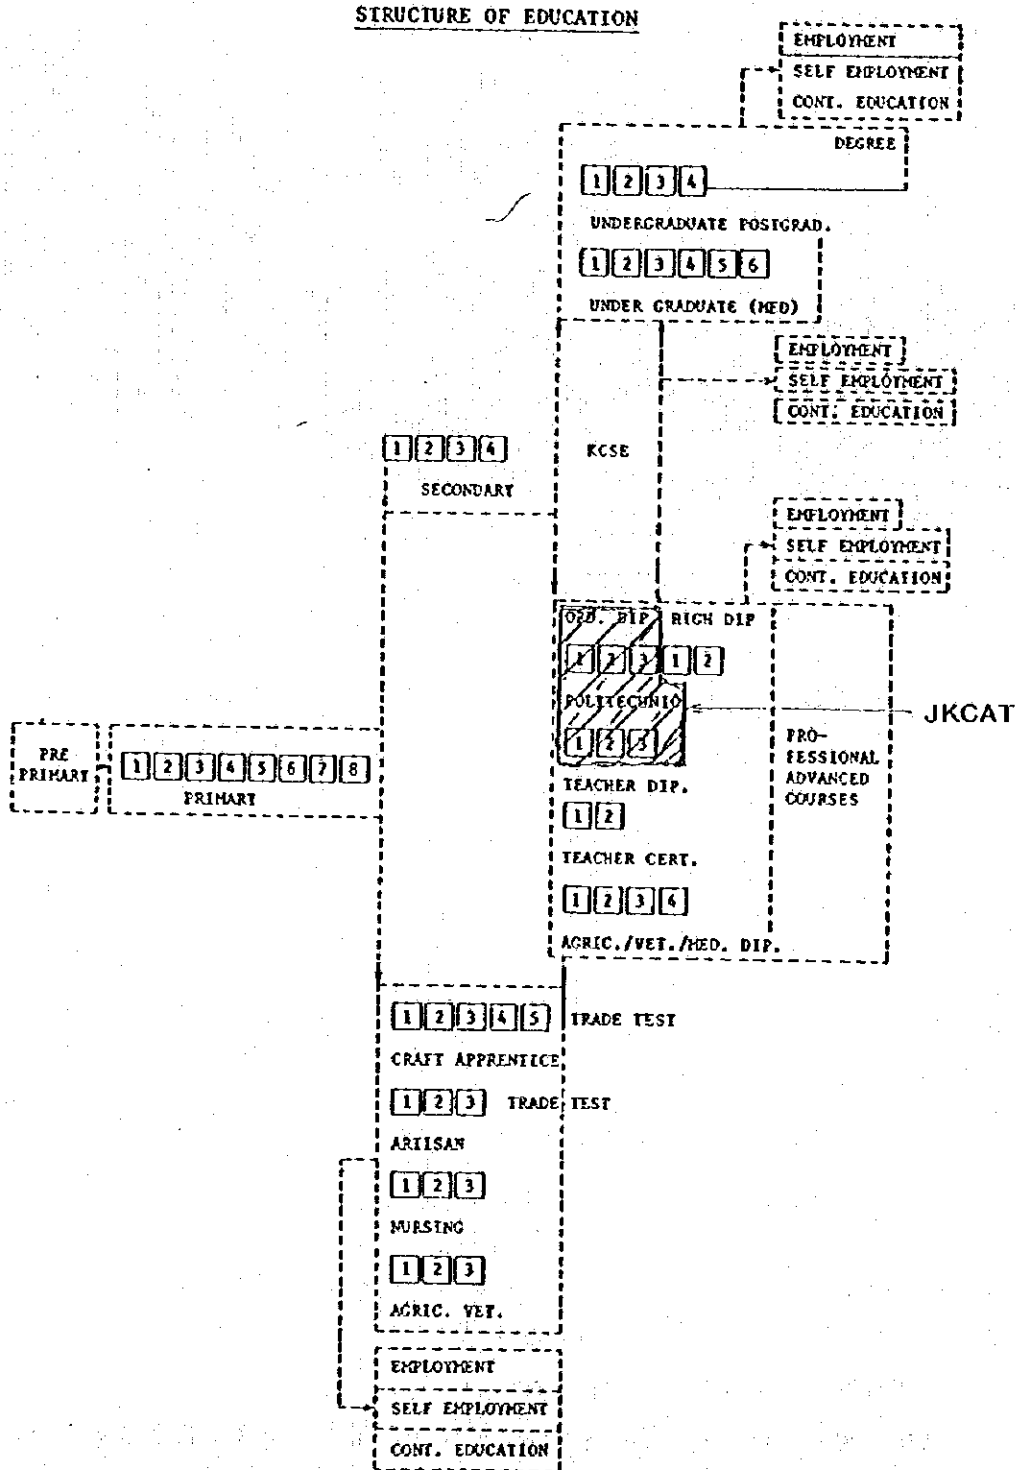 STRUCTURE OF EDUCATION
EMPLOYMENT
SELF EMPLOYMENT
CONT. EDUCATION
DEGREE
1 2 3 4
UNDERGRADUATE POSTGRAD.
1 2 3 4 5 6
UNDER GRADUATE (MED)
EMPLOYMENT
SELF EMPLOYMENT
CONT. EDUCATION
1 2 3 4
SECONDARY
KCSE
EMPLOYMENT
SELF EMPLOYMENT
CONT. EDUCATION
ORD. DIP HIGH DIP
1 2 3 1 2
POLITECHNIC
1 2 3
JKCAT
PRE
PRIMARY
1 2 3 4 5 6 7 8
PRIMARY
PRO-
FESSIONAL
ADVANCED
COURSES
TEACHER DIP.
1 2
TEACHER CERT.
1 2 3 4
AGRIC./VET./MED. DIP.
1 2 3 4 5 TRADE TEST
CRAFT APPRENTICE
1 2 3 TRADE TEST
ARTISAN
1 2 3
NURSING
1 2 3
AGRIC. VET.
EMPLOYMENT
SELF EMPLOYMENT
CONT. EDUCATION